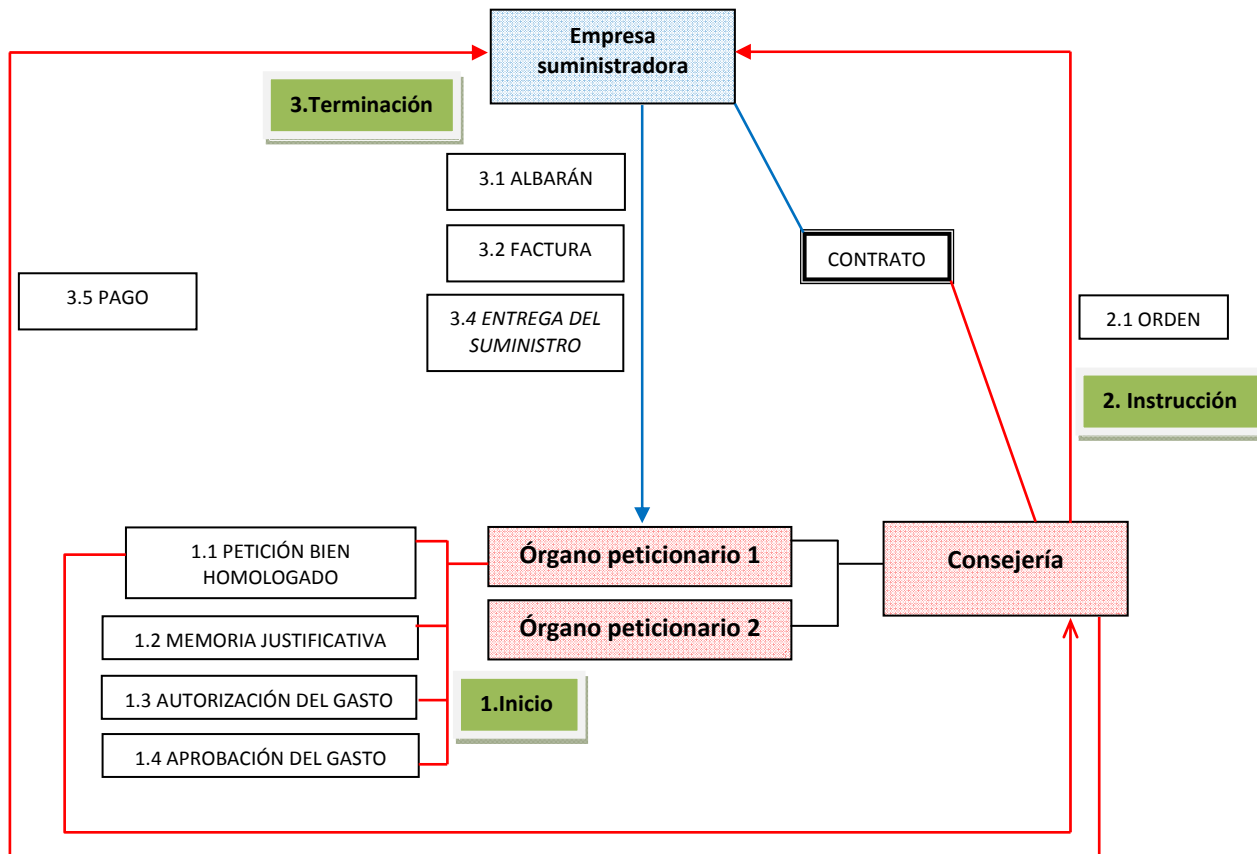 Empresa
suministradora
3.Terminación
3.1 ALBARÁN
3.2 FACTURA
CONTRATO
3.5 PAGO
3.4 ENTREGA DEL
SUMINISTRO
2.1 ORDEN
2. Instrucción
1.1 PETICIÓN BIEN
HOMOLOGADO
Órgano peticionario 1
Consejería
1.2 MEMORIA JUSTIFICATIVA
Órgano peticionario 2
1.3 AUTORIZACIÓN DEL GASTO
1.Inicio
1.4 APROBACIÓN DEL GASTO